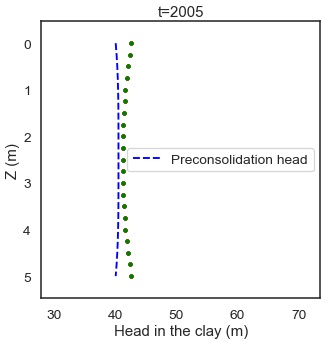 t=2005
0
1
2
3
4
5
Z (m)
Preconsolidation head
30
40
50
60
70
Head in the clay (m)